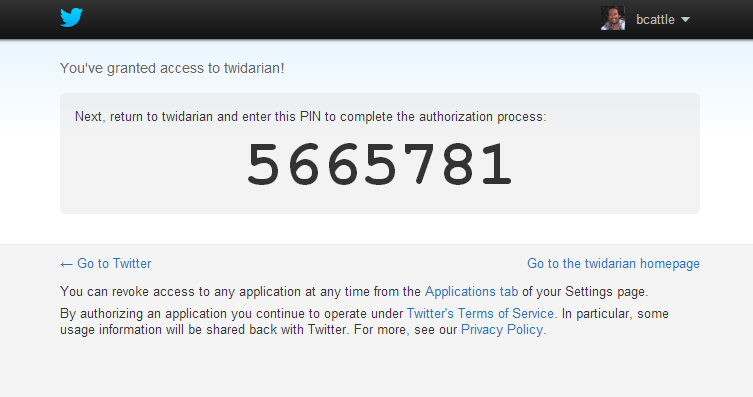 bcattle
You've granted access to twidarian!
Next, return to twidarian and enter this PIN to complete the authorization process:
5665781
← Go to Twitter
Go to the twidarian homepage
You can revoke access to any application at any time from the Applications tab of your Settings page.
By authorizing an application you continue to operate under Twitter's Terms of Service. In particular, some
usage information will be shared back with Twitter. For more, see our Privacy Policy.